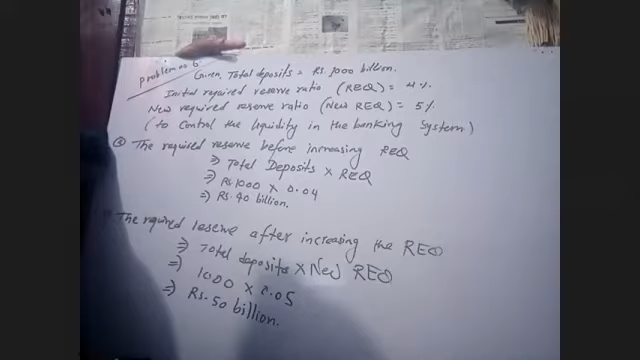 Problem no 6
Given, Total deposits = Rs. 1000 billion.
Initial required reserve ratio (REQ) = 4%
New required reserve ratio (New REQ) = 5%
(to control the liquidity in the banking system)
The required reserve before increasing REQ
⇒ Total Deposits × REQ
⇒ Rs 1000 × 0.04
⇒ Rs. 40 billion.
The required reserve after increasing the REQ
⇒ Total deposits × New REQ
⇒ 1000 × 0.05
⇒ Rs. 50 billion.